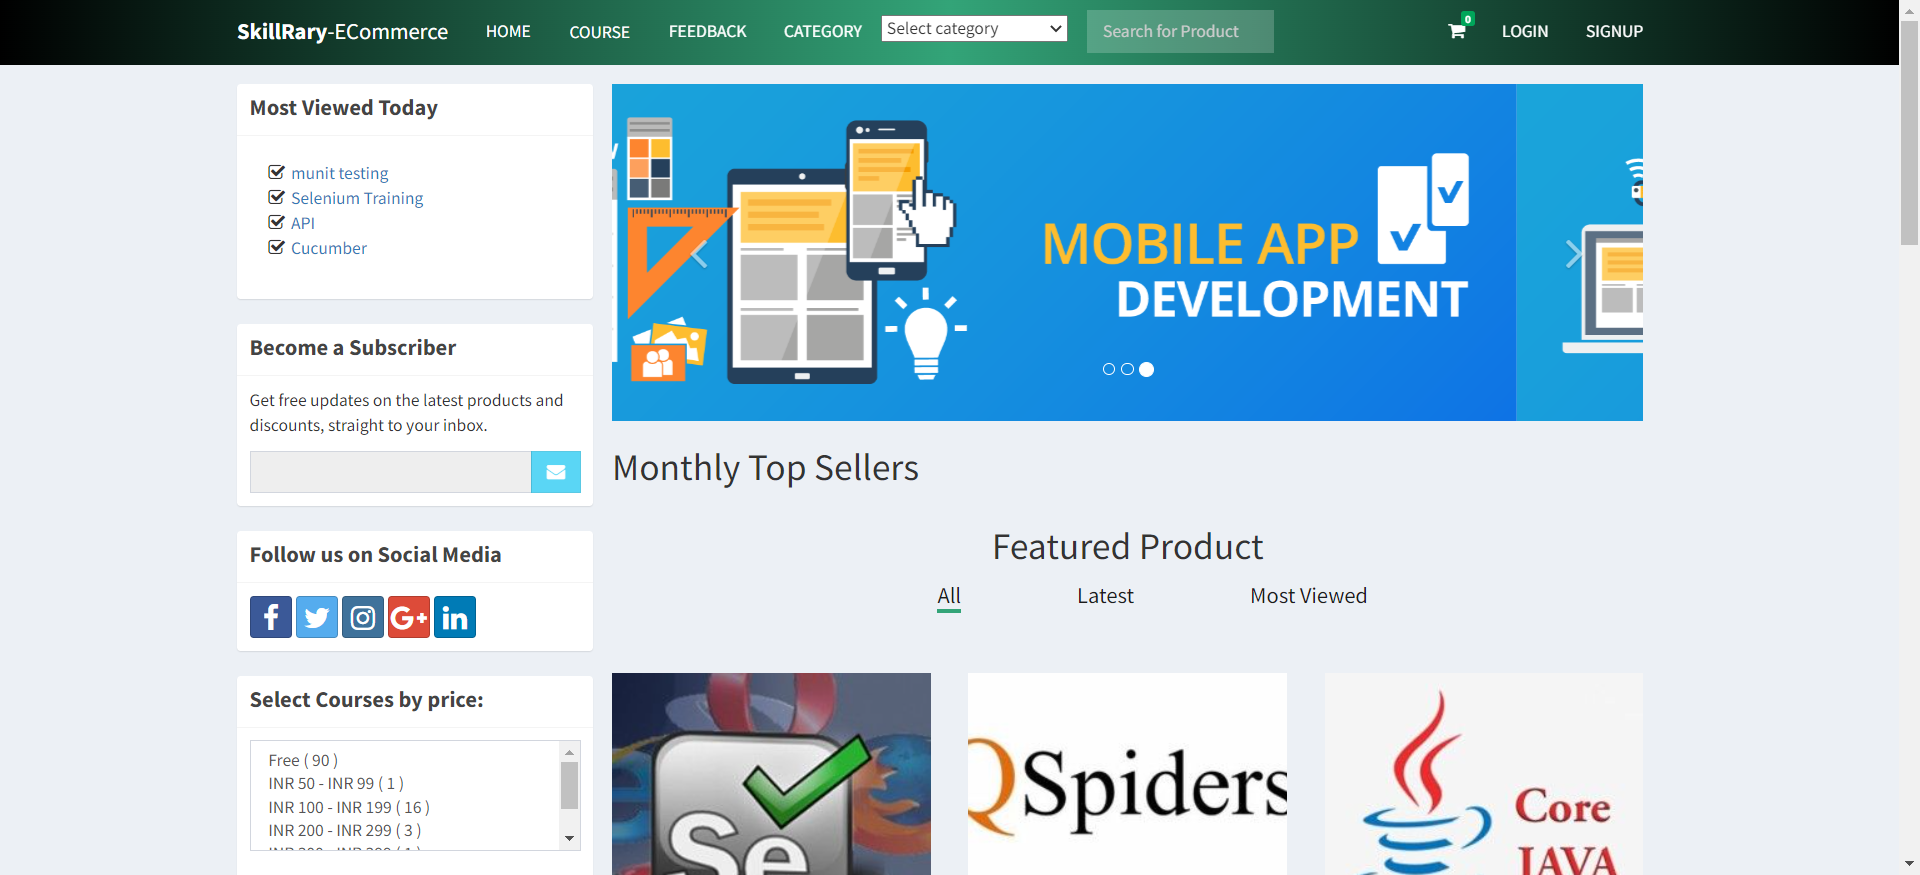 SkillRary-ECommerce HOME COURSE FEEDBACK CATEGORY Select category Search for Product 0 LOGIN SIGNUP
Most Viewed Today
munit testing
Selenium Training
API
Cucumber
Become a Subscriber
Get free updates on the latest products and
discounts, straight to your inbox.
Follow us on Social Media
f
G+
in
Select Courses by price:
Free ( 90 )
INR 50 - INR 99 ( 1 )
INR 100 - INR 199 ( 16 )
INR 200 - INR 299 ( 3 )
MOBILE APP
DEVELOPMENT
Monthly Top Sellers
Featured Product
All Latest Most Viewed
Se
QSpiders
Core
JAVA